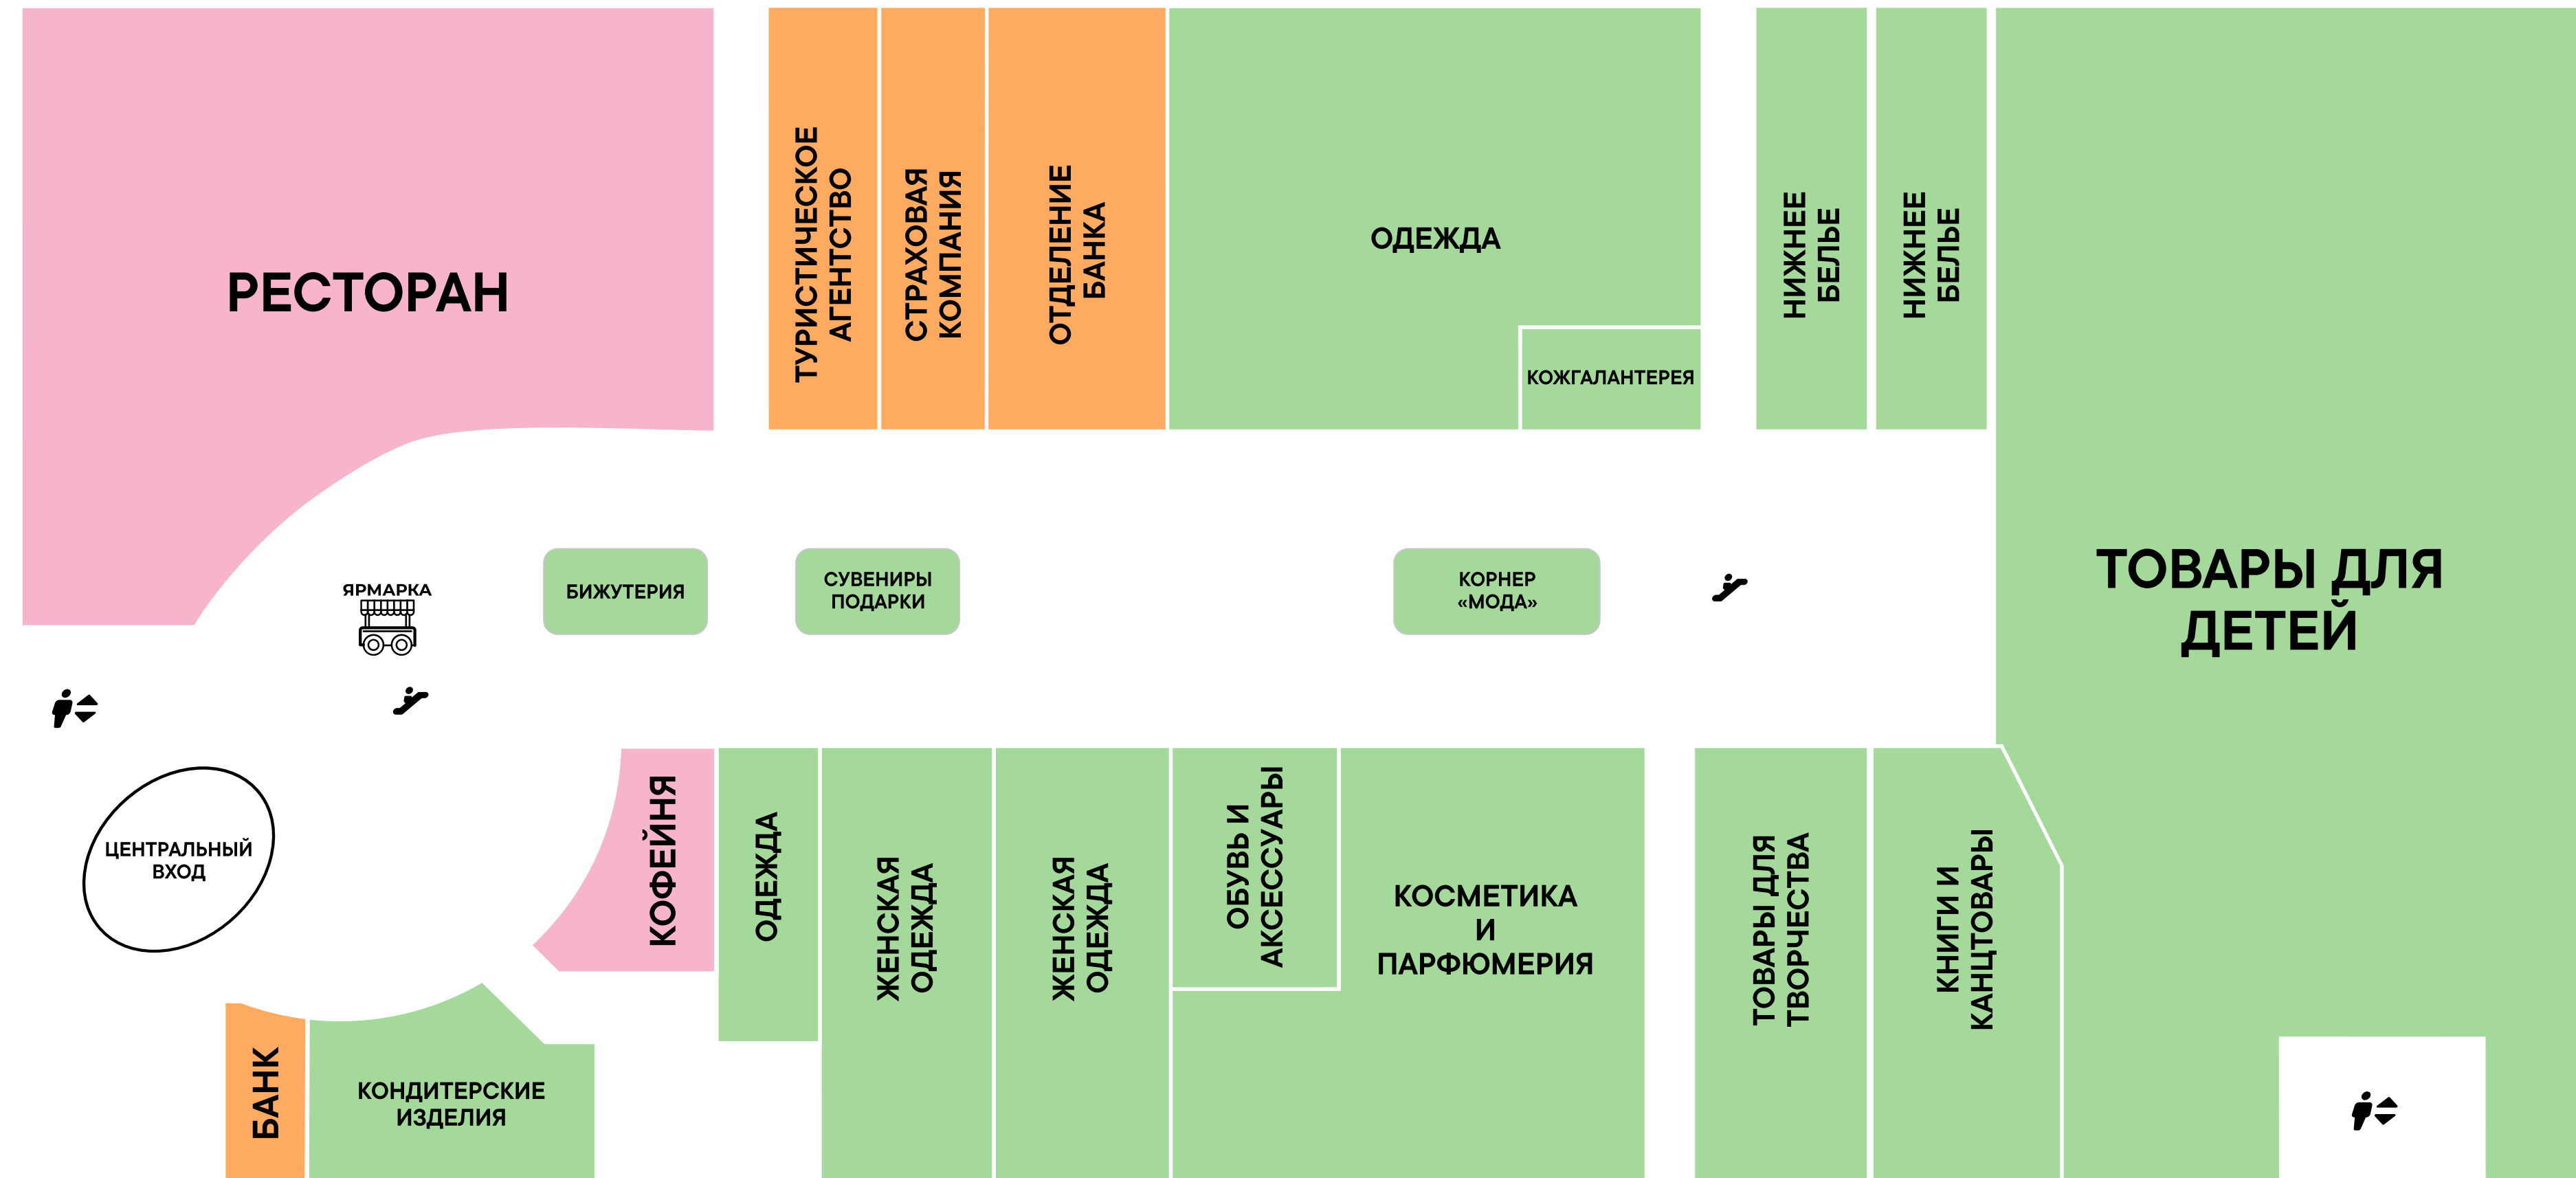 РЕСТОРАН
ТУРИСТИЧЕСКОЕ
АГЕНТСТВО
СТРАХОВАЯ
КОМПАНИЯ
ОТДЕЛЕНИЕ
БАНКА
ОДЕЖДА
КОЖГАЛАНТЕРЕЯ
НИЖНЕЕ
БЕЛЬЕ
НИЖНЕЕ
БЕЛЬЕ
ТОВАРЫ ДЛЯ
ДЕТЕЙ
ЯРМАРКА
БИЖУТЕРИЯ
СУВЕНИРЫ
ПОДАРКИ
КОРНЕР
«МОДА»
ЦЕНТРАЛЬНЫЙ
ВХОД
КОФЕЙНЯ
ОДЕЖДА
ЖЕНСКАЯ
ОДЕЖДА
ЖЕНСКАЯ
ОДЕЖДА
ОБУВЬ И
АКСЕССУАРЫ
КОСМЕТИКА
И
ПАРФЮМЕРИЯ
ТОВАРЫ ДЛЯ
ТВОРЧЕСТВА
КНИГИ И
КАНЦТОВАРЫ
БАНК
КОНДИТЕРСКИЕ
ИЗДЕЛИЯ